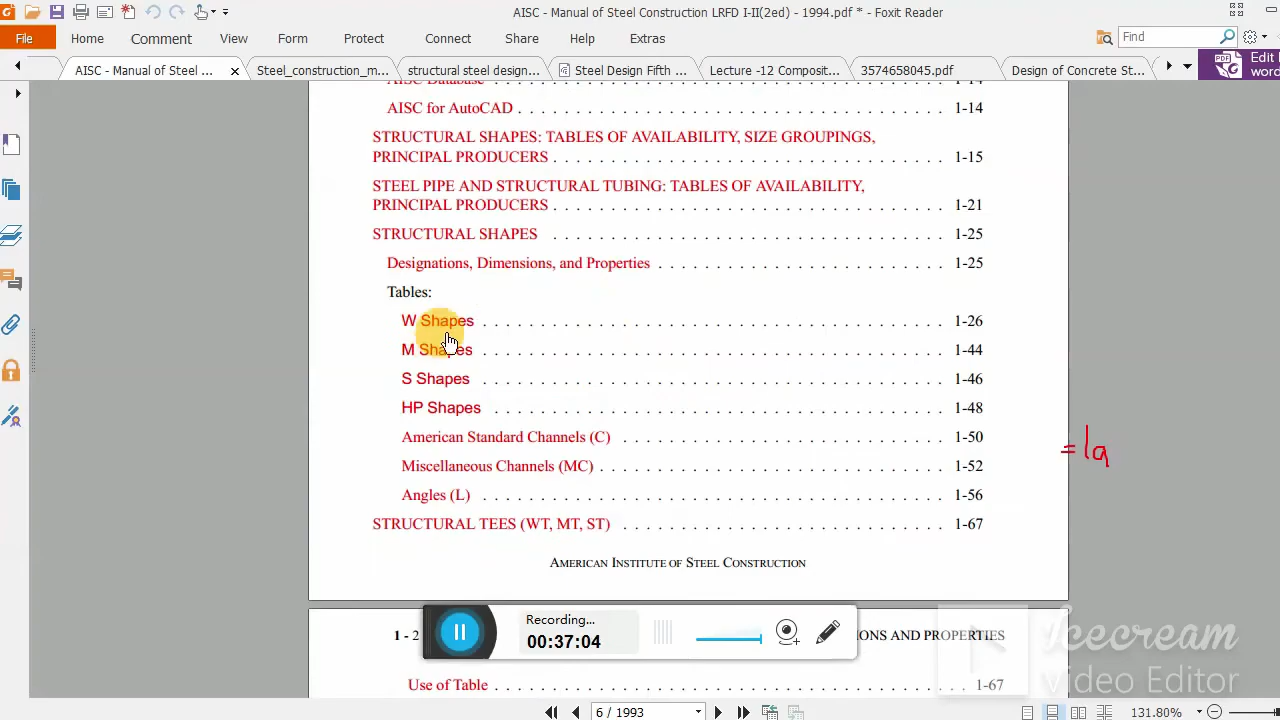 AISC - Manual of Steel Construction LRFD I-II(2ed) - 1994.pdf * - Foxit Reader
File Home Comment View Form Protect Connect Share Help Extras Find
AISC - Manual of Steel ... Steel_construction_m... structural steel design... Steel Design Fifth ... Lecture -12 Composit... 3574658045.pdf Design of Concrete St... Edit
word
AISC Database . . . 1-14
AISC for AutoCAD . . . 1-14
STRUCTURAL SHAPES: TABLES OF AVAILABILITY, SIZE GROUPINGS,
PRINCIPAL PRODUCERS . . . 1-15
STEEL PIPE AND STRUCTURAL TUBING: TABLES OF AVAILABILITY,
PRINCIPAL PRODUCERS . . . 1-21
STRUCTURAL SHAPES . . . 1-25
Designations, Dimensions, and Properties . . . 1-25
Tables:
W Shapes . . . 1-26
M Shapes . . . 1-44
S Shapes . . . 1-46
HP Shapes . . . 1-48
American Standard Channels (C) . . . 1-50
Miscellaneous Channels (MC) . . . 1-52
Angles (L) . . . 1-56
STRUCTURAL TEES (WT, MT, ST) . . . 1-67
AMERICAN INSTITUTE OF STEEL CONSTRUCTION
1 - 2 IONS AND PROPERTIES
Recording...
00:37:04
Icecream
Video Editor
Use of Table . . . 1-67
6 / 1993 131.80%